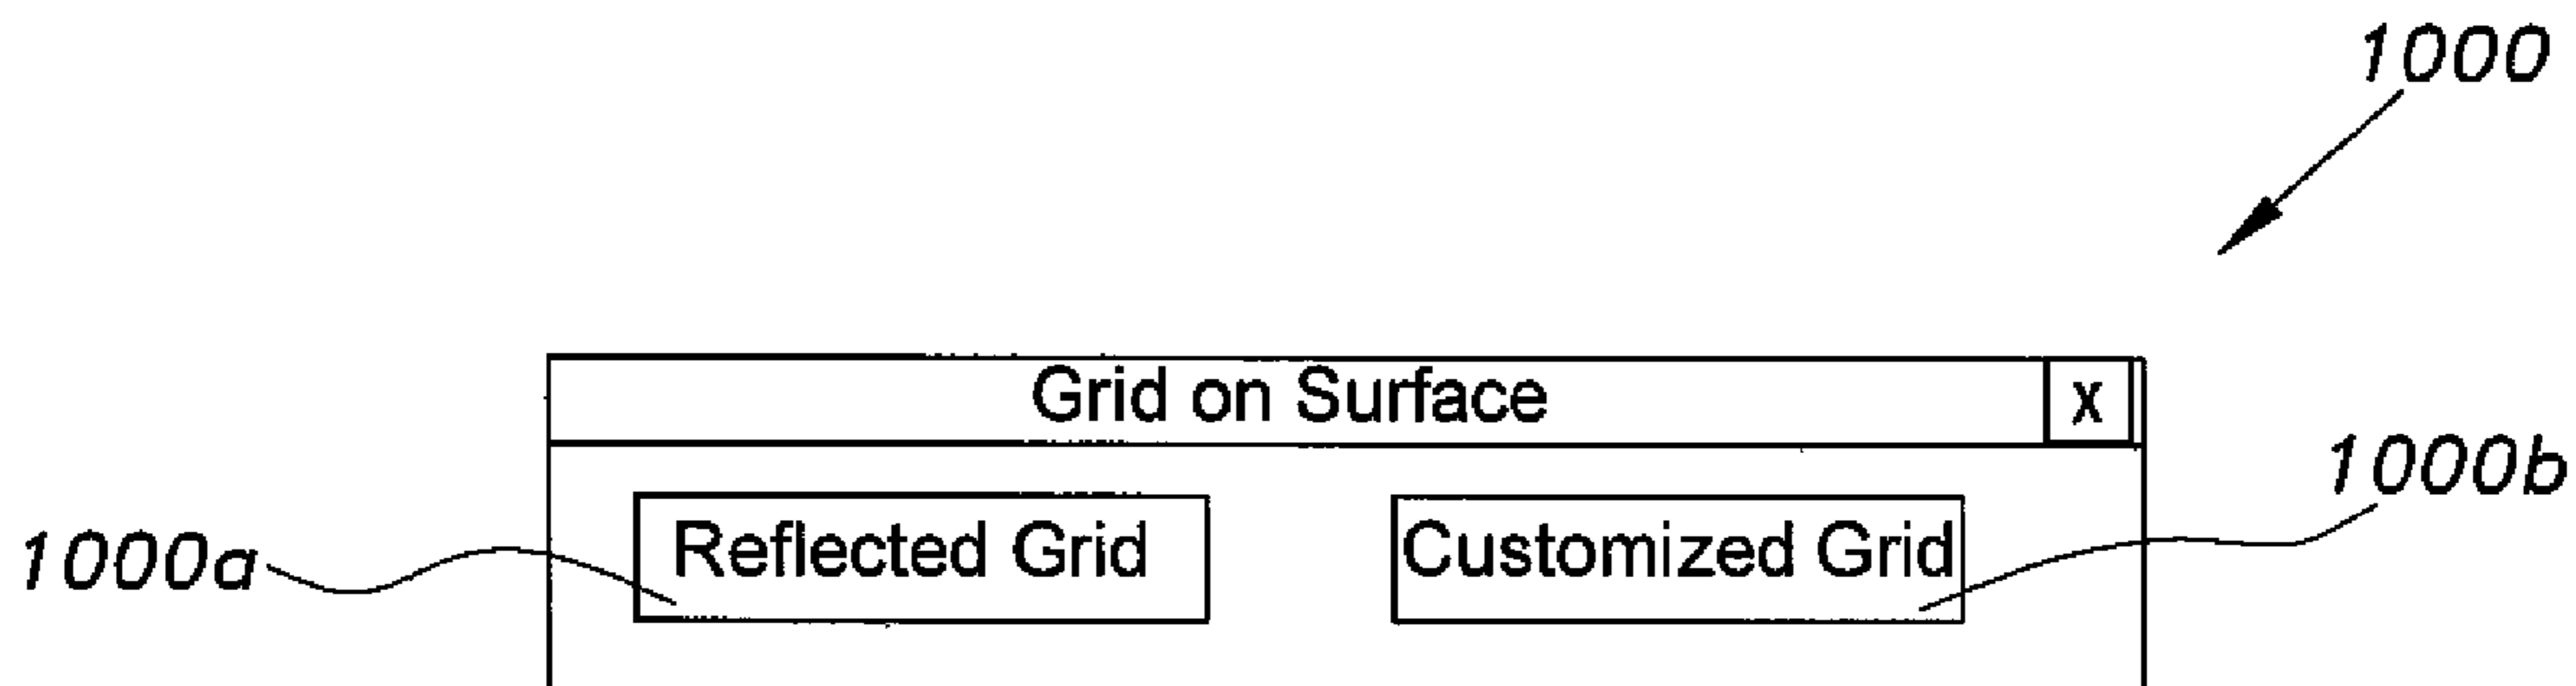 1000
Grid on Surface x
1000b
1000a Reflected Grid Customized Grid